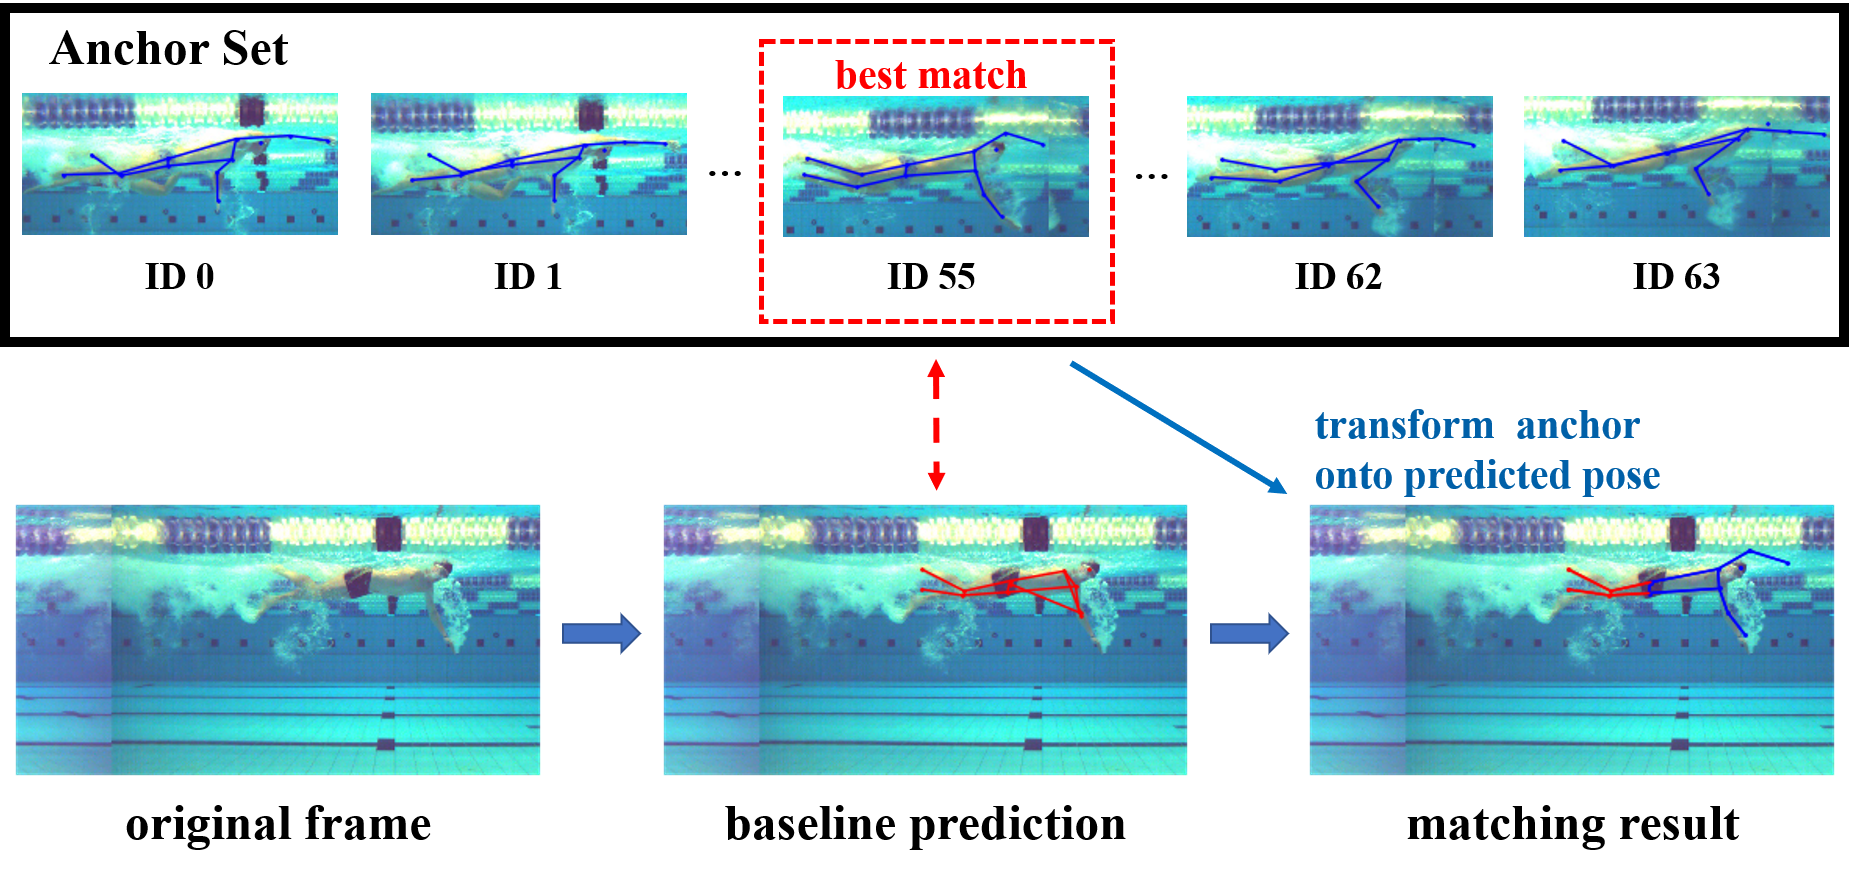 Anchor Set
best match
...
...
ID 0
ID 1
ID 55
ID 62
ID 63
transform anchor
onto predicted pose
original frame
baseline prediction
matching result